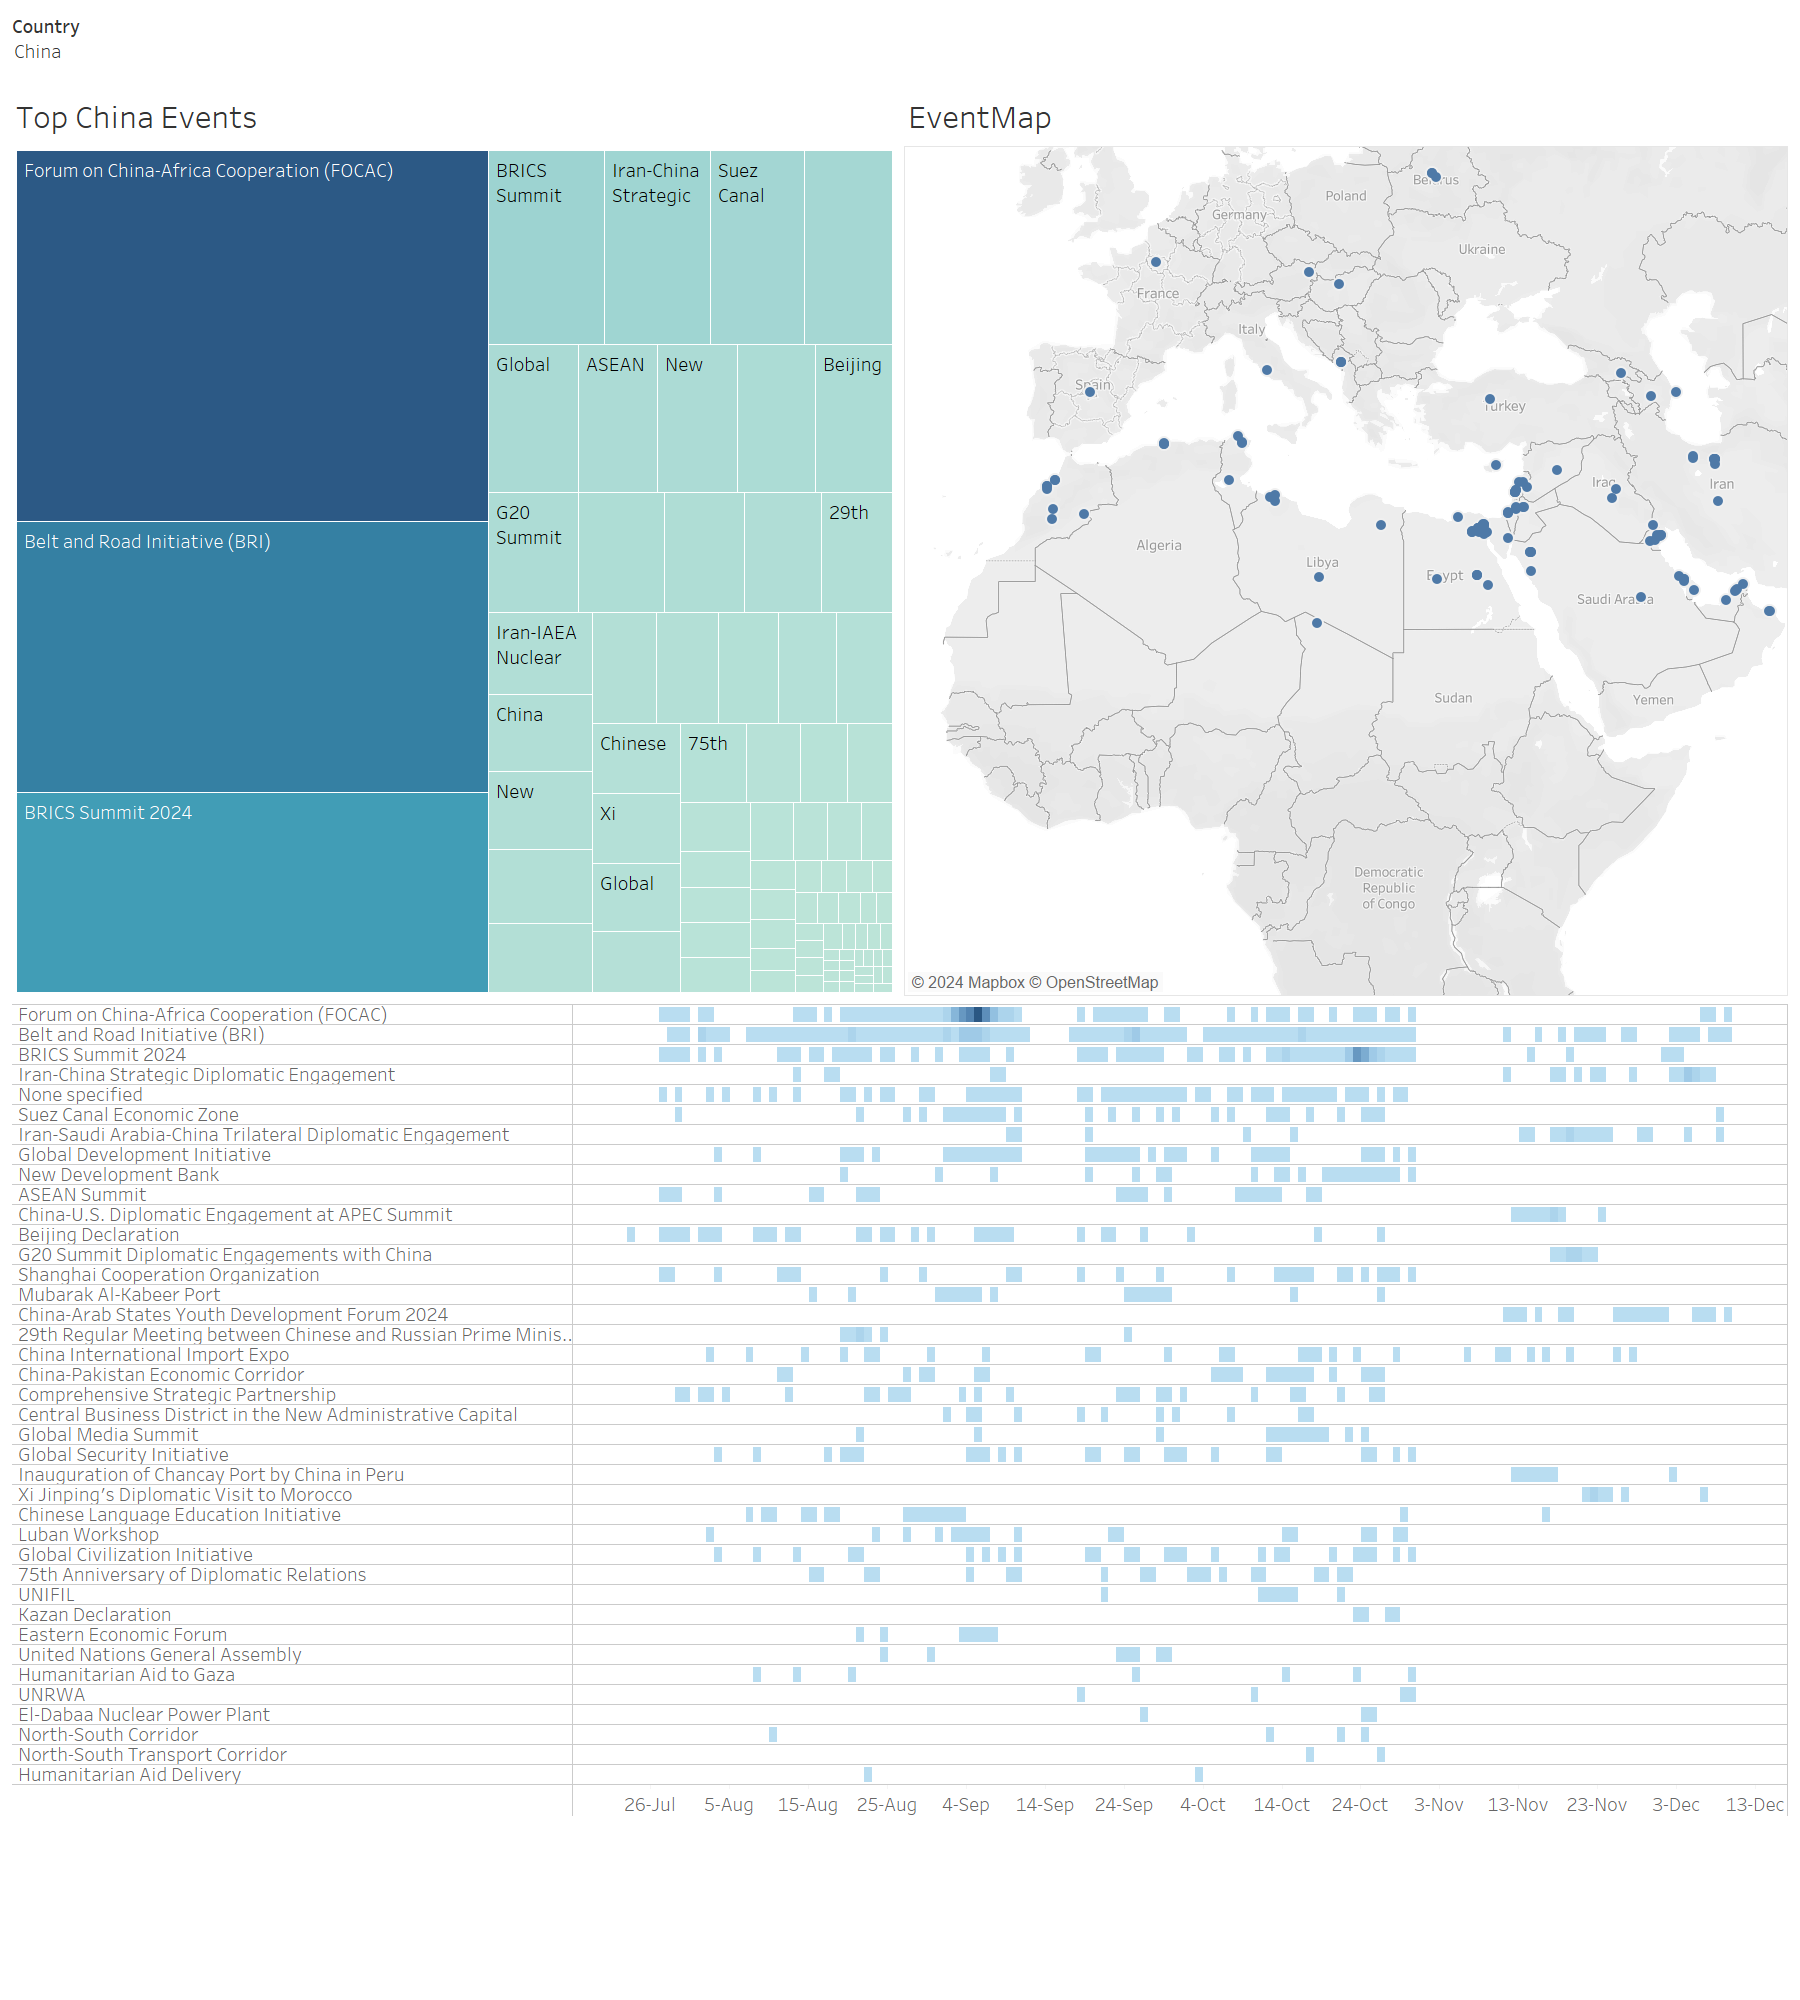 Country
China
Top China Events
EventMap
Forum on China-Africa Cooperation (FOCAC)
Belt and Road Initiative (BRI)
BRICS Summit 2024
BRICS
Summit
Iran-China
Strategic
Suez
Canal
Global
ASEAN
New
Beijing
G20
Summit
29th
Iran-IAEA
Nuclear
China
New
Chinese
75th
Xi
Global
Poland
Germany
Ukraine
France
Italy
Turkey
Iran
Algeria
Libya
Sudan
Yemen
Democratic
Republic
of Congo
© 2024 Mapbox © OpenStreetMap
Forum on China-Africa Cooperation (FOCAC)
Belt and Road Initiative (BRI)
BRICS Summit 2024
Iran-China Strategic Diplomatic Engagement
None specified
Suez Canal Economic Zone
Iran-Saudi Arabia-China Trilateral Diplomatic Engagement
Global Development Initiative
New Development Bank
ASEAN Summit
China-U.S. Diplomatic Engagement at APEC Summit
Beijing Declaration
G20 Summit Diplomatic Engagements with China
Shanghai Cooperation Organization
Mubarak Al-Kabeer Port
China-Arab States Youth Development Forum 2024
29th Regular Meeting between Chinese and Russian Prime Minis..
China International Import Expo
China-Pakistan Economic Corridor
Comprehensive Strategic Partnership
Central Business District in the New Administrative Capital
Global Media Summit
Global Security Initiative
Inauguration of Chancay Port by China in Peru
Xi Jinping's Diplomatic Visit to Morocco
Chinese Language Education Initiative
Luban Workshop
Global Civilization Initiative
75th Anniversary of Diplomatic Relations
UNIFIL
Kazan Declaration
Eastern Economic Forum
United Nations General Assembly
Humanitarian Aid to Gaza
UNRWA
El-Dabaa Nuclear Power Plant
North-South Corridor
North-South Transport Corridor
Humanitarian Aid Delivery
26-Jul 5-Aug 15-Aug 25-Aug 4-Sep 14-Sep 24-Sep 4-Oct 14-Oct 24-Oct 3-Nov 13-Nov 23-Nov 3-Dec 13-Dec